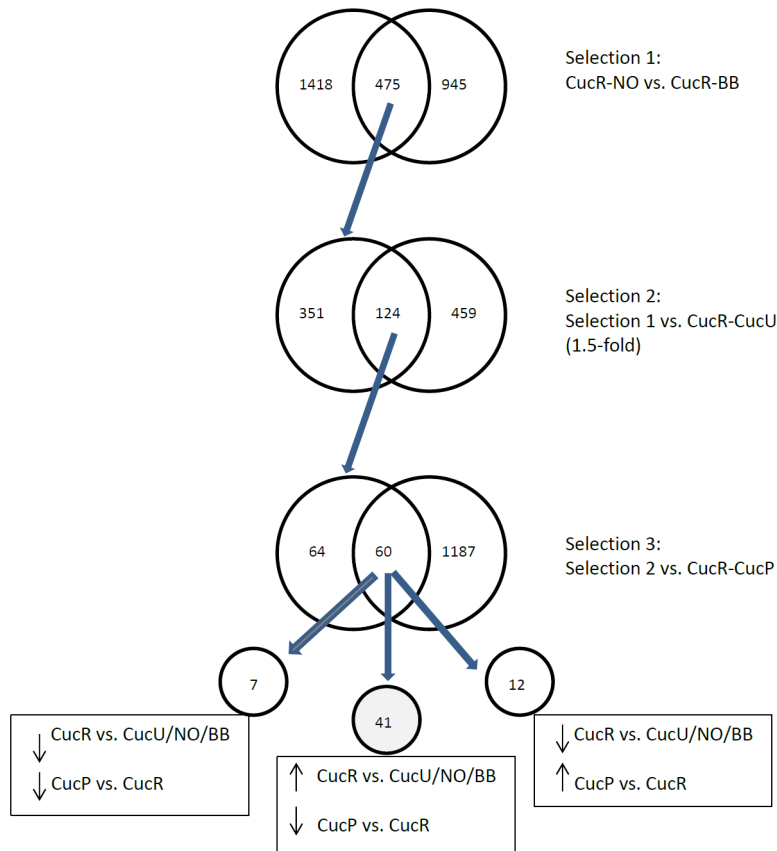 1418 475 945
Selection 1:
CucR-NO vs. CucR-BB
351 124 459
Selection 2:
Selection 1 vs. CucR-CucU
(1.5-fold)
64 60 1187
Selection 3:
Selection 2 vs. CucR-CucP
7
41
12
↓ CucR vs. CucU/NO/BB
↓ CucP vs. CucR
↑ CucR vs. CucU/NO/BB
↓ CucP vs. CucR
↓ CucR vs. CucU/NO/BB
↑ CucP vs. CucR